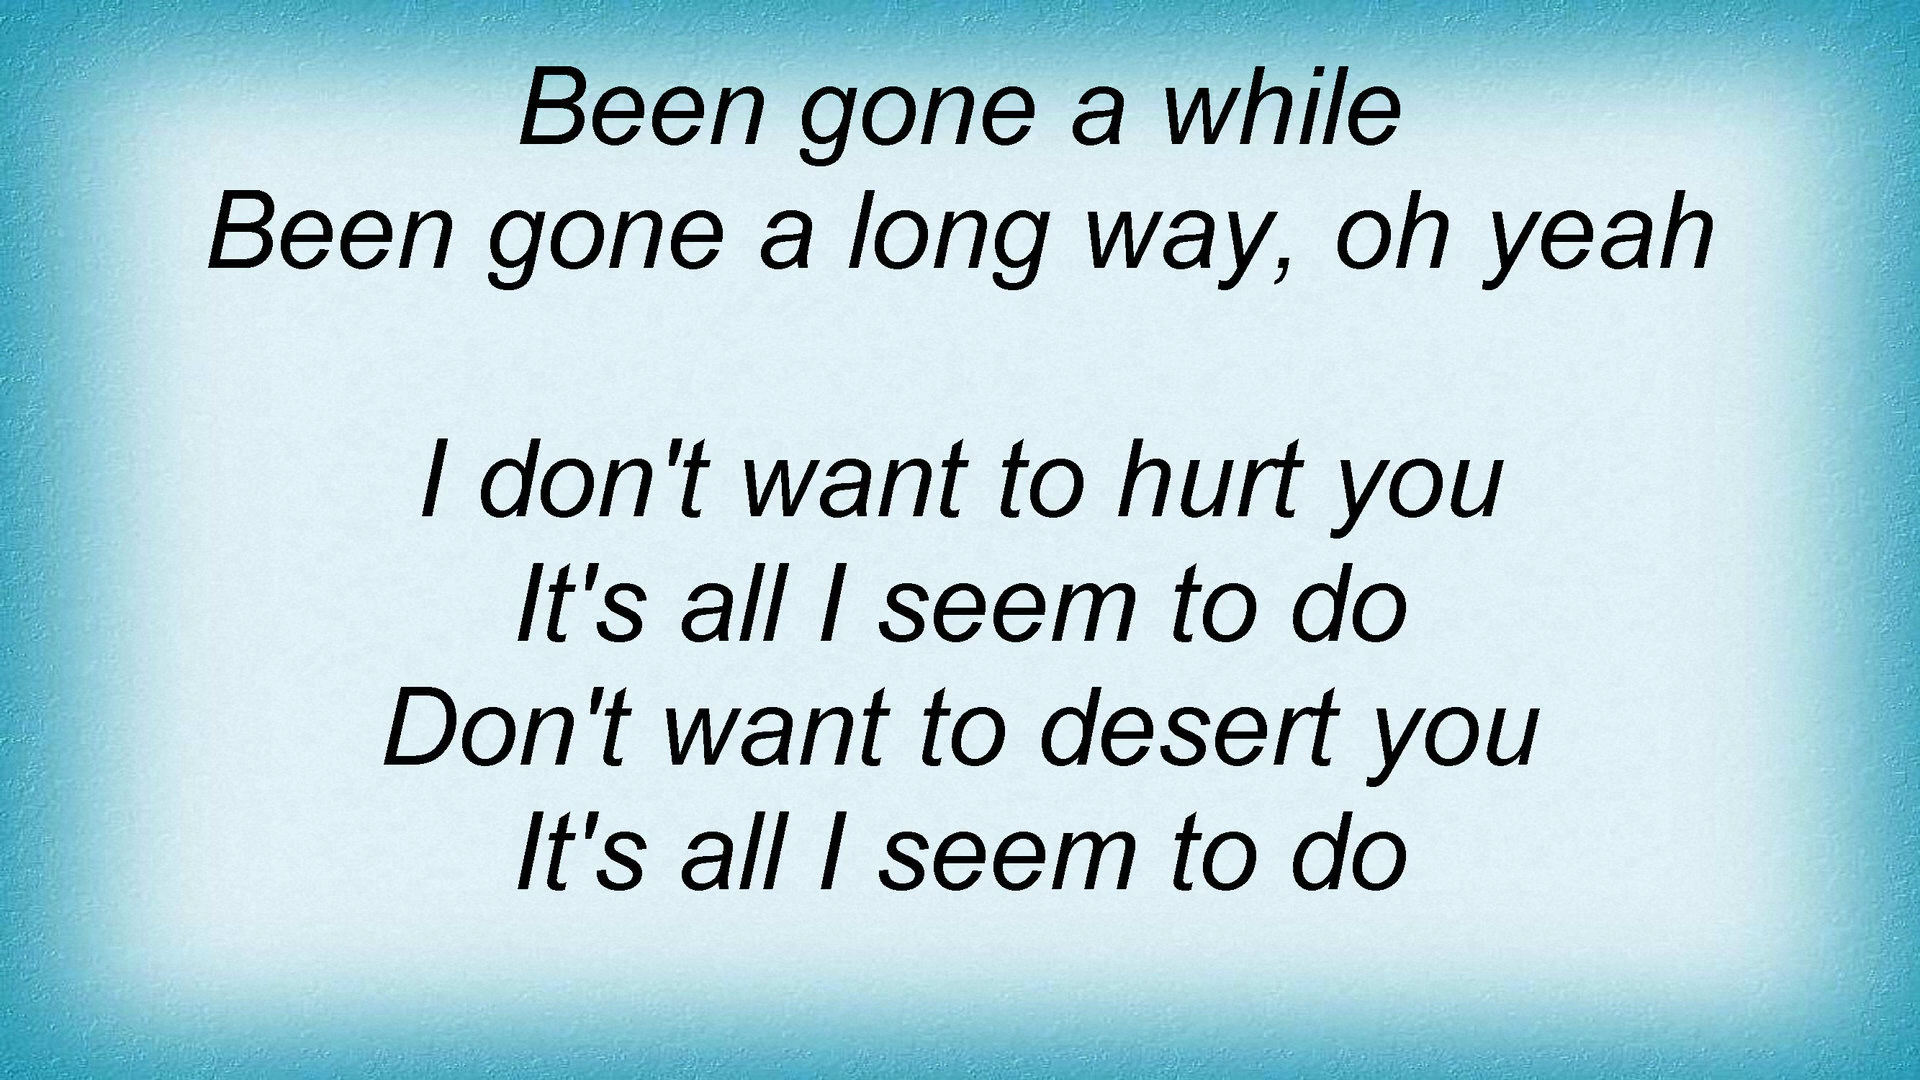 Been gone a while
Been gone a long way, oh yeah
I don't want to hurt you
It's all I seem to do
Don't want to desert you
It's all I seem to do